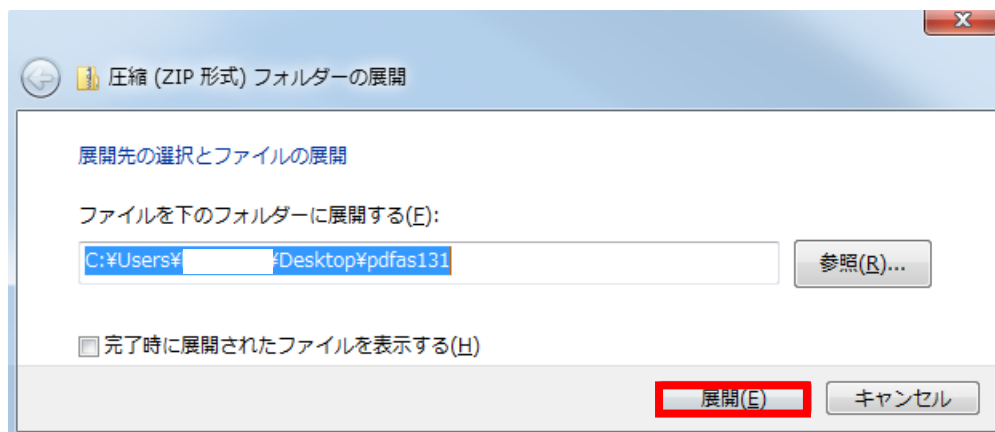 圧縮 (ZIP 形式) フォルダーの展開
展開先の選択とファイルの展開
ファイルを下のフォルダーに展開する(F):
C:¥Users¥ ¥Desktop¥pdfas131
参照(R)...
完了時に展開されたファイルを表示する(H)
展開(E)
キャンセル